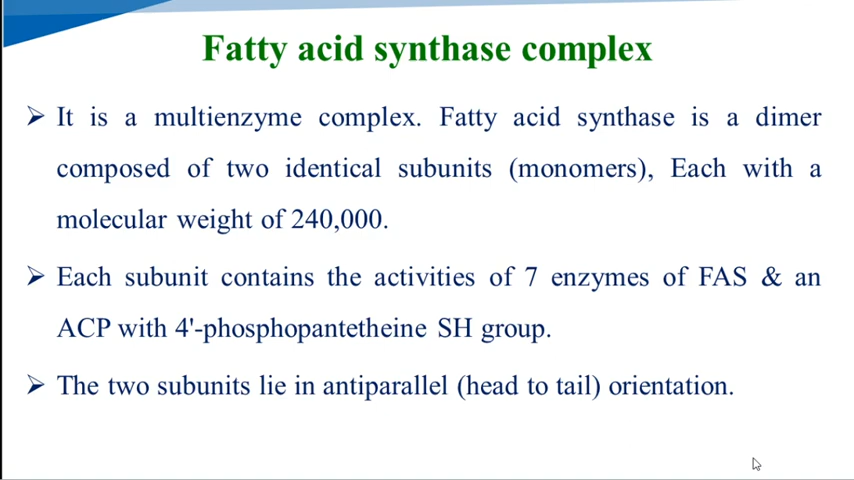 Fatty acid synthase complex
➢ It is a multienzyme complex. Fatty acid synthase is a dimer
composed of two identical subunits (monomers), Each with a
molecular weight of 240,000.
➢ Each subunit contains the activities of 7 enzymes of FAS & an
ACP with 4'-phosphopantetheine SH group.
➢ The two subunits lie in antiparallel (head to tail) orientation.